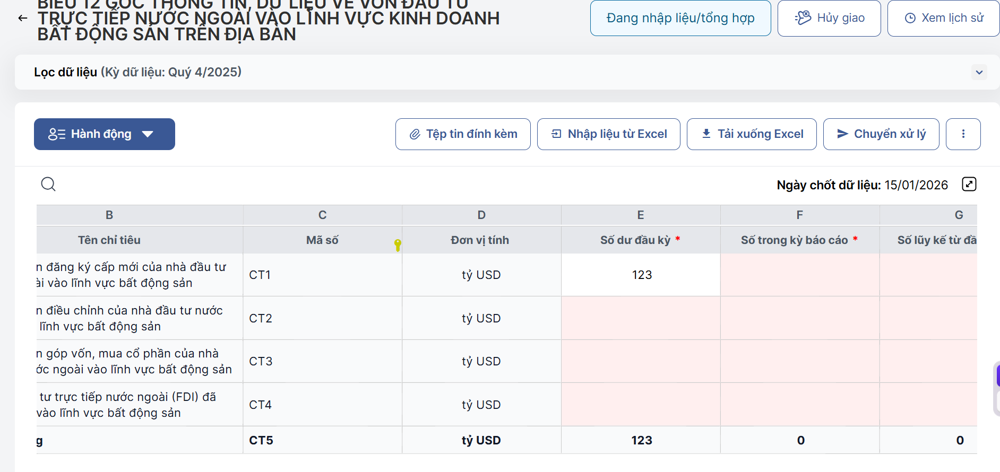 BIỂU 12 GỐC THÔNG TIN, DỮ LIỆU VỀ VỐN ĐẦU TƯ
TRỰC TIẾP NƯỚC NGOÀI VÀO LĨNH VỰC KINH DOANH
BẤT ĐỘNG SẢN TRÊN ĐỊA BÀN
Đang nhập liệu/tổng hợp
Hủy giao
Xem lịch sử
Lọc dữ liệu (Kỳ dữ liệu: Quý 4/2025)
Hành động
Tệp tin đính kèm
Nhập liệu từ Excel
Tải xuống Excel
Chuyển xử lý
Ngày chốt dữ liệu: 15/01/2026
B C D E F G
Tên chỉ tiêu Mã số Đơn vị tính Số dư đầu kỳ * Số trong kỳ báo cáo * Số lũy kế từ đầ
n đăng ký cấp mới của nhà đầu tư
ài vào lĩnh vực bất động sản
CT1 tỷ USD 123
n điều chỉnh của nhà đầu tư nước
lĩnh vực bất động sản
CT2 tỷ USD
n góp vốn, mua cổ phần của nhà
ớc ngoài vào lĩnh vực bất động sản
CT3 tỷ USD
tư trực tiếp nước ngoài (FDI) đã
vào lĩnh vực bất động sản
CT4 tỷ USD
g CT5 tỷ USD 123 0 0